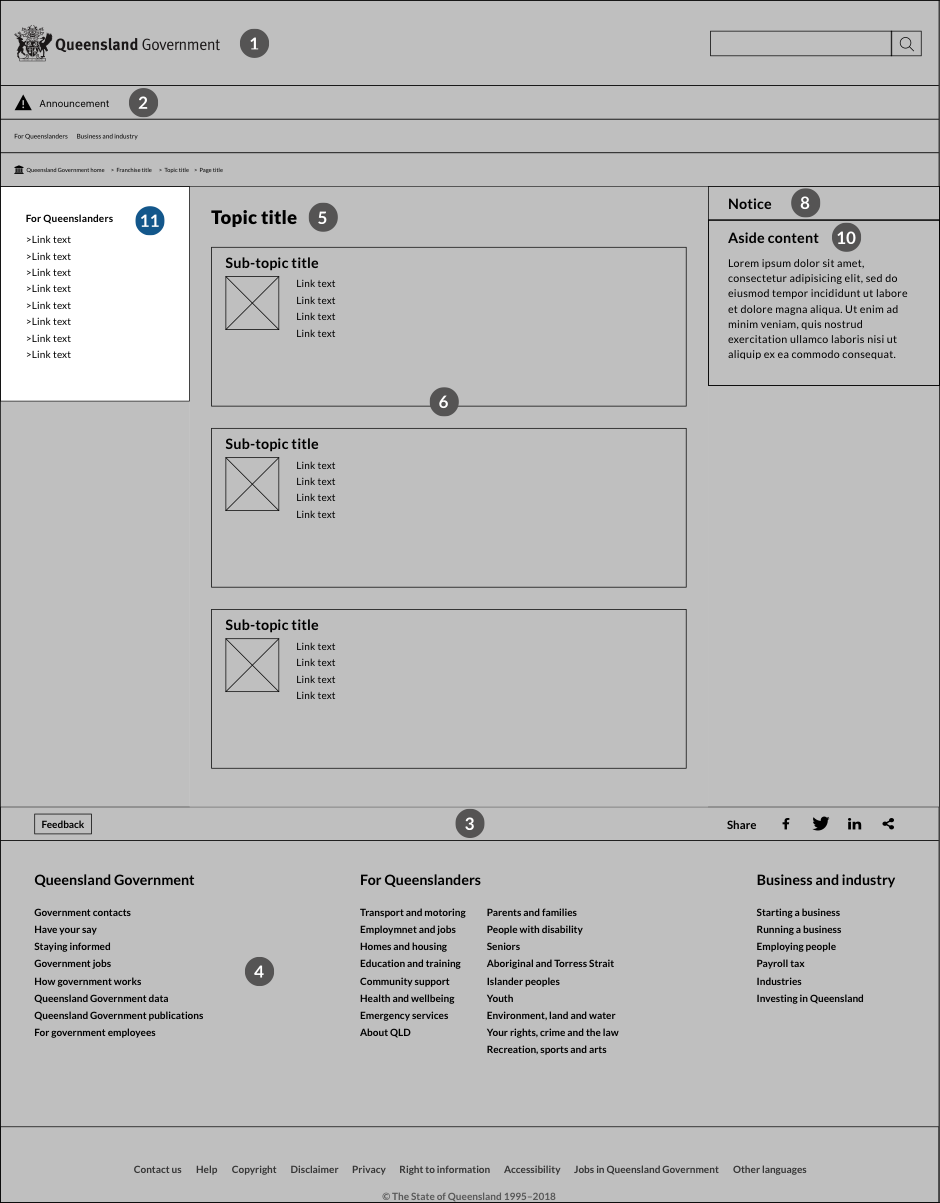 Queensland Government
1
Announcement
2
For Queenslanders Business and industry
Queensland Government home > Franchise title > Topic title > Page title
For Queenslanders
11
>Link text
>Link text
>Link text
>Link text
>Link text
>Link text
>Link text
>Link text
Topic title
5
Sub-topic title
Link text
Link text
Link text
Link text
6
Sub-topic title
Link text
Link text
Link text
Link text
Sub-topic title
Link text
Link text
Link text
Link text
Notice
8
Aside content
10
Lorem ipsum dolor sit amet,
consectetur adipisicing elit, sed do
eiusmod tempor incididunt ut labore
et dolore magna aliqua. Ut enim ad
minim veniam, quis nostrud
exercitation ullamco laboris nisi ut
aliquip ex ea commodo consequat.
Feedback
3
Share
Queensland Government
Government contacts
Have your say
Staying informed
Government jobs
How government works
Queensland Government data
Queensland Government publications
For government employees
4
For Queenslanders
Transport and motoring
Employmnet and jobs
Homes and housing
Education and training
Community support
Health and wellbeing
Emergency services
About QLD
Parents and families
People with disability
Seniors
Aboriginal and Torress Strait
Islander peoples
Youth
Environment, land and water
Your rights, crime and the law
Recreation, sports and arts
Business and industry
Starting a business
Running a business
Employing people
Payroll tax
Industries
Investing in Queensland
Contact us Help Copyright Disclaimer Privacy Right to information Accessibility Jobs in Queensland Government Other languages
© The State of Queensland 1995–2018